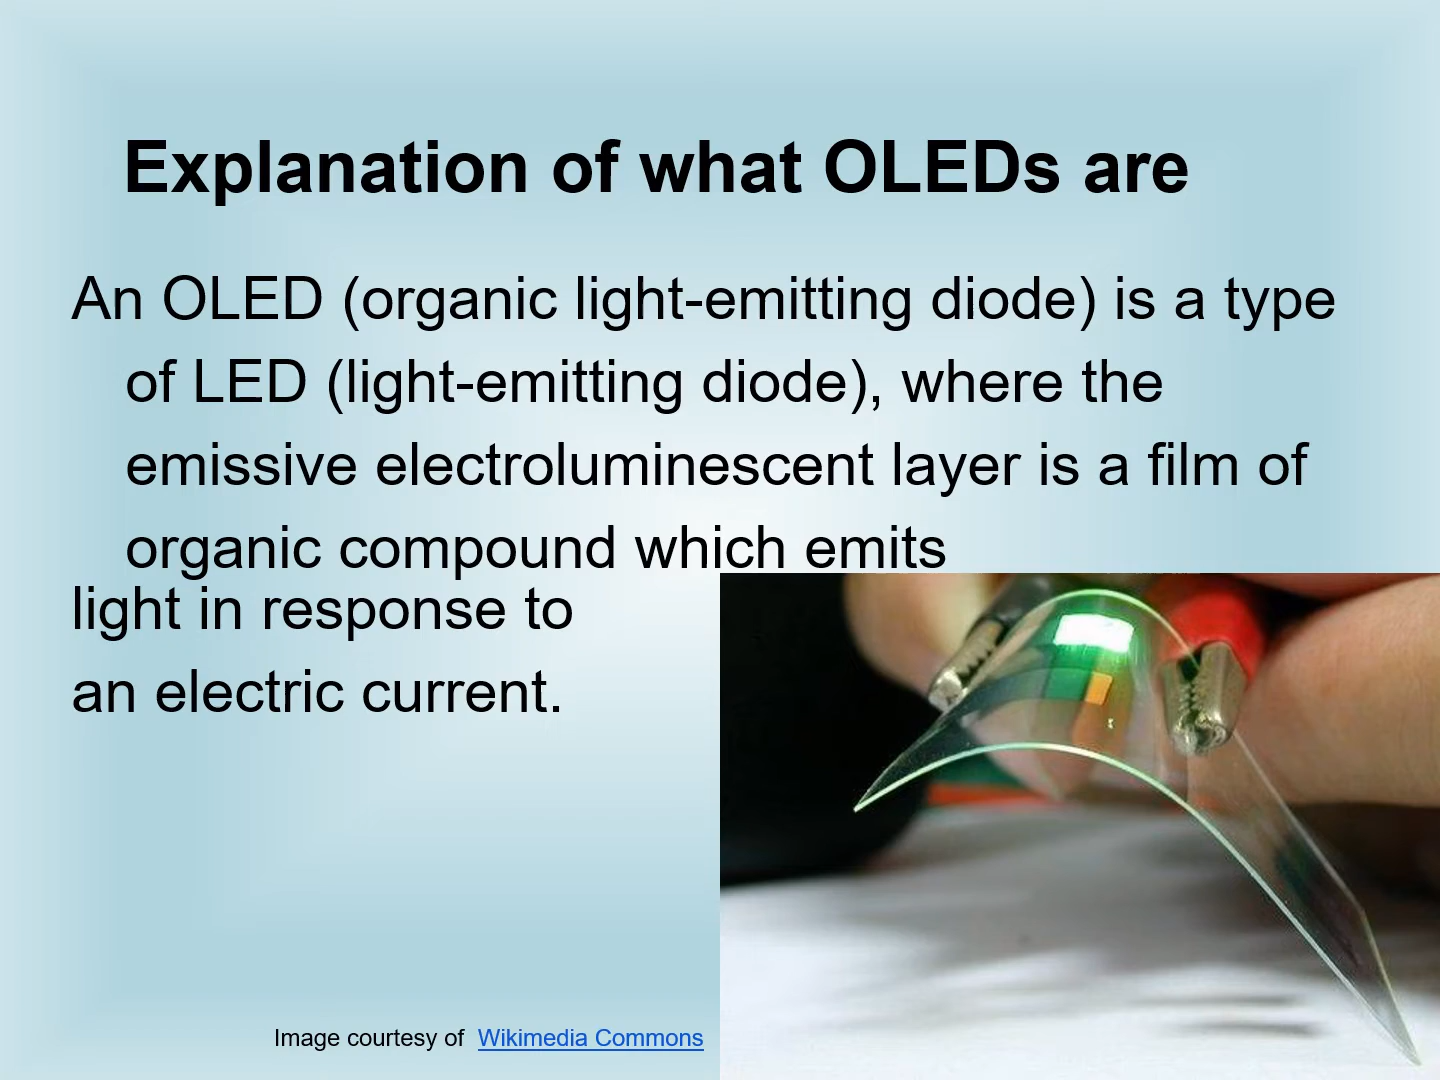 Explanation of what OLEDs are
An OLED (organic light-emitting diode) is a type
of LED (light-emitting diode), where the
emissive electroluminescent layer is a film of
organic compound which emits
light in response to
an electric current.
Image courtesy of Wikimedia Commons